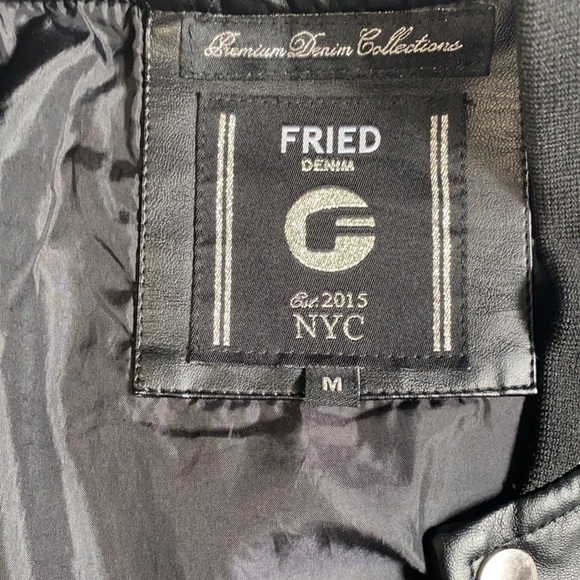 Premium Denim Collections
FRIED
DENIM
Est. 2015
NYC
M